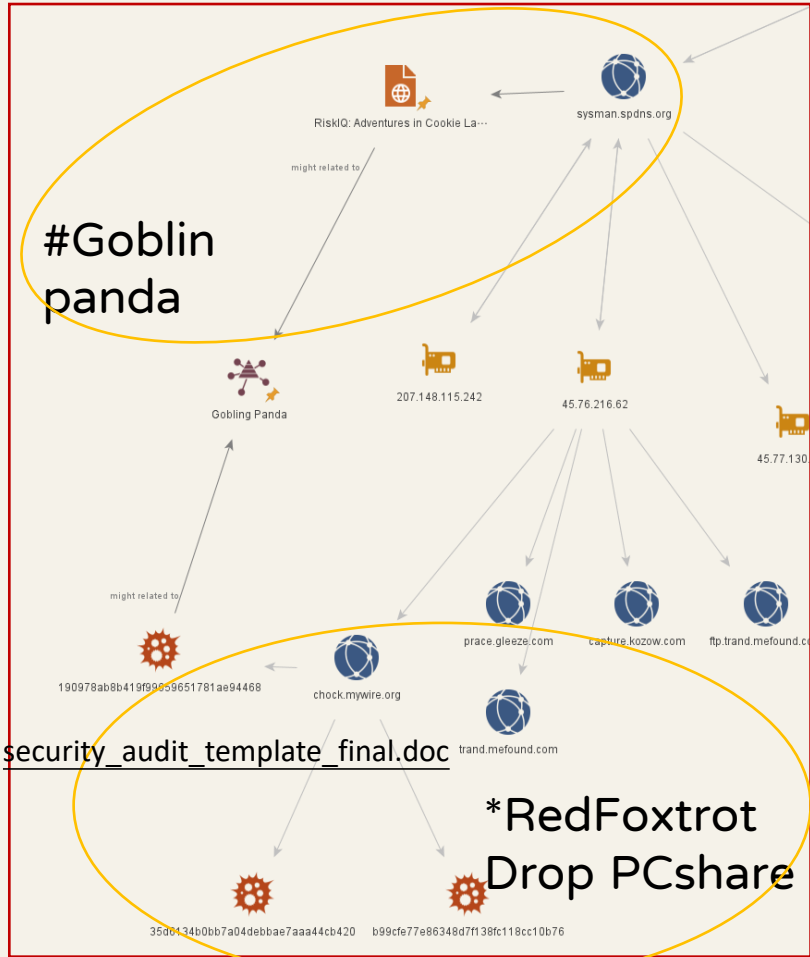 sysman.spdns.org
RiskIQ: Adventures in Cookie La···
might related to
#Goblin
panda
207.148.115.242
45.76.216.62
Gobling Panda
45.77.130.
might related to
prace.gleeze.com
capture.kozow.com
ftp.trand.mefound.co
chock.mywire.org
trand.mefound.com
security_audit_template_final.doc
*RedFoxtrot
Drop PCshare
35d6134b0bb7a04debbae7aaa44cb420
b99cfe77e86348d7f138fc118cc10b76